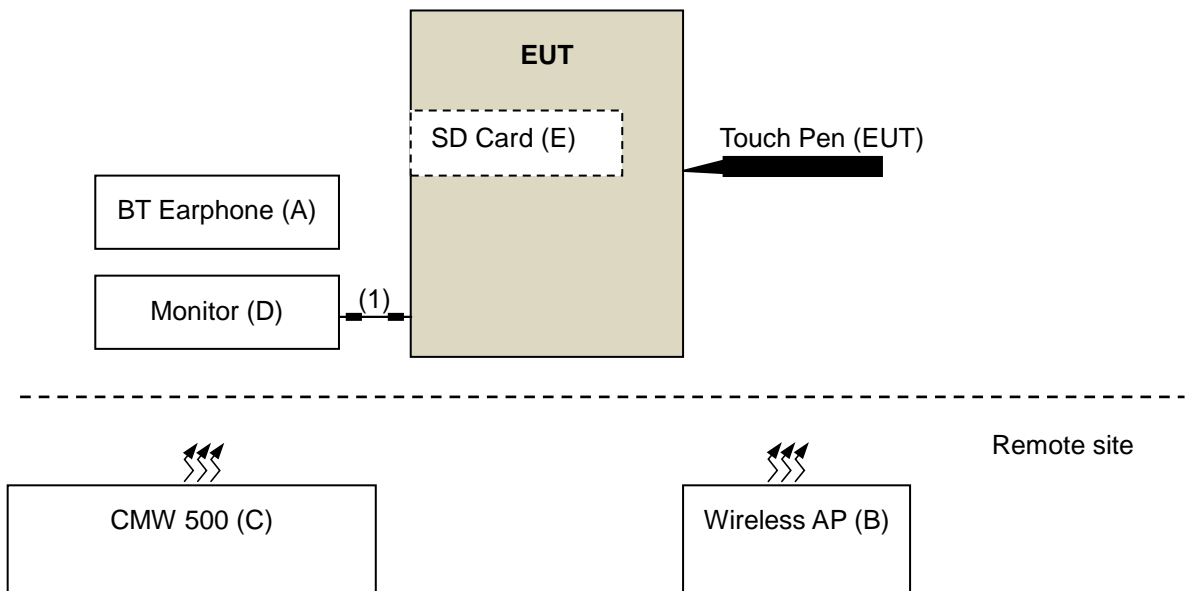 EUT
SD Card (E)
Touch Pen (EUT)
BT Earphone (A)
Monitor (D)
(1)
Remote site
CMW 500 (C)
Wireless AP (B)